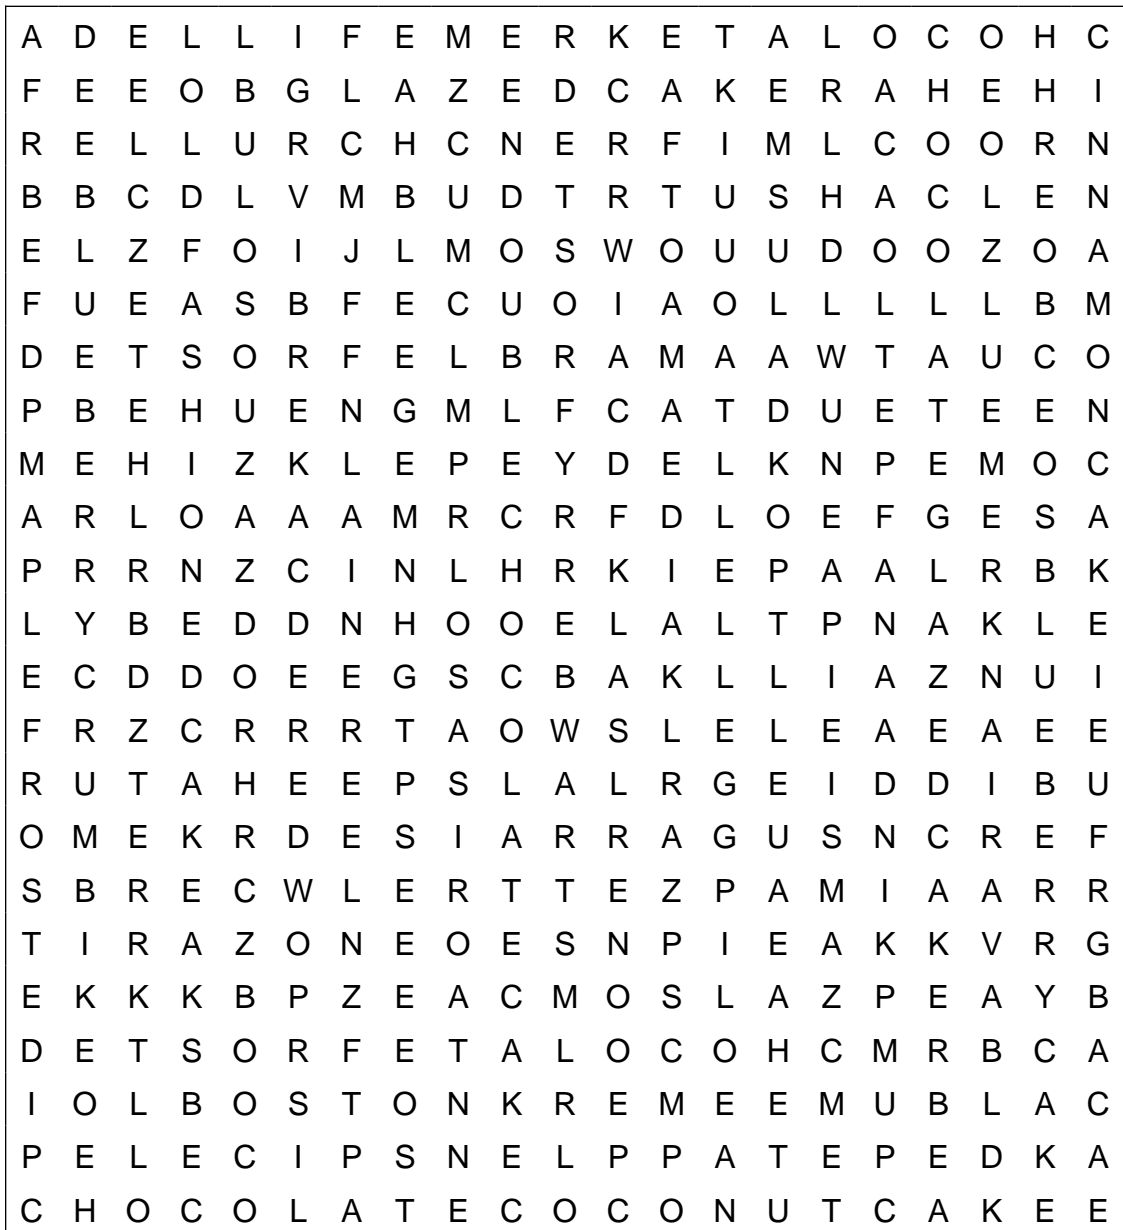 A D E L L I F E M E R K E T A L O C O H C
F E E O B G L A Z E D C A K E R A H E H I
R E L L U R C H C N E R F I M L C O O R N
B B C D L V M B U D T R T U S H A C L E N
E L Z F O I J L M O S W O U U D O O Z O A
F U E A S B F E C U O I A O L L L L L B M
D E T S O R F E L B R A M A A W T A U C O
P B E H U E N G M L F C A T D U E T E E N
M E H I Z K L E P E Y D E L K N P E M O C
A R L O A A A M R C R F D L O E F G E S A
P R R N Z C I N L H R K I E P A A L R B K
L Y B E D D N H O O E L A L T P N A K L E
E C D D O E E G S C B A K L L I A Z N U I
F R Z C R R R T A O W S L E L E A E A E E
R U T A H E E P S L A L R G E I D D I B U
O M E K R D E S I A R R A G U S N C R E F
S B R E C W L E R T T E Z P A M I A A R R
T I R A Z O N E O E S N P I E A K K V R G
E K K K B P Z E A C M O S L A Z P E A Y B
D E T S O R F E T A L O C O H C M R B C A
I O L B O S T O N K R E M E E M U B L A C
P E L E C I P S N E L P P A T E P E D K A
C H O C O L A T E C O C O N U T C A K E E